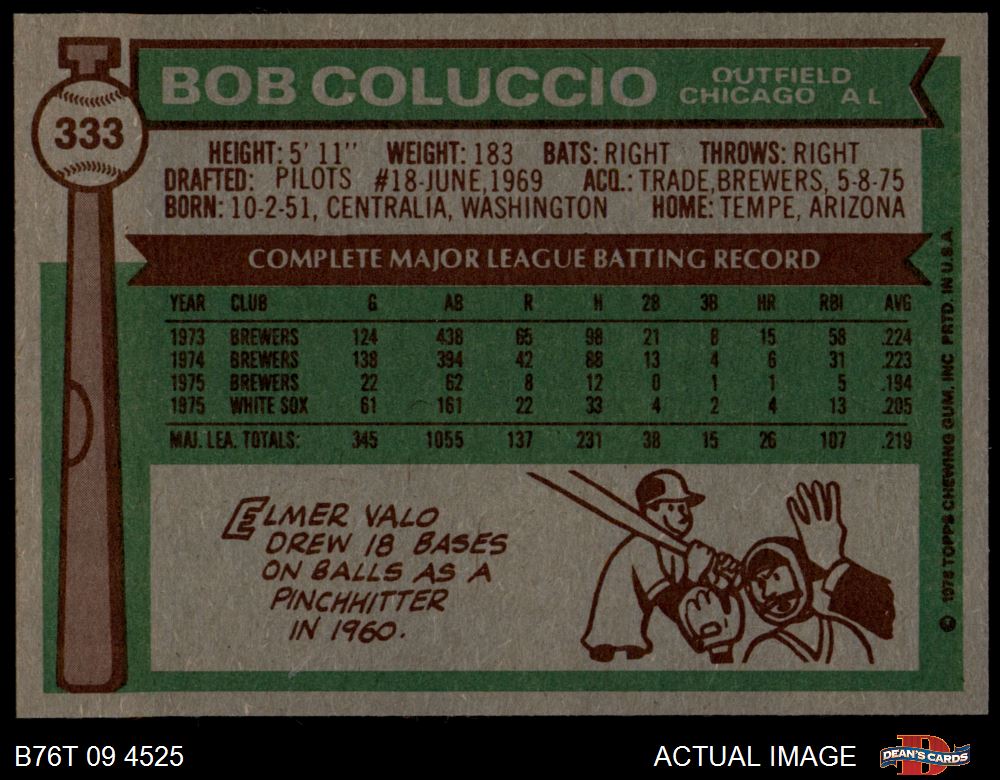 333
BOB COLUCCIO
OUTFIELD
CHICAGO AL
HEIGHT: 5' 11" WEIGHT: 183 BATS: RIGHT THROWS: RIGHT
DRAFTED: PILOTS #18-JUNE,1969 ACQ.: TRADE,BREWERS, 5-8-75
BORN: 10-2-51, CENTRALIA, WASHINGTON HOME: TEMPE, ARIZONA
COMPLETE MAJOR LEAGUE BATTING RECORD
YEAR CLUB G AB R H 2B 3B HR RBI AVG
1973 BREWERS 124 438 65 98 21 8 15 58 .224
1974 BREWERS 138 394 42 88 13 4 6 31 .223
1975 BREWERS 22 62 8 12 0 1 1 5 .194
1975 WHITE SOX 61 161 22 33 4 2 4 13 .205
MAJ. LEA. TOTALS: 345 1055 137 231 38 15 26 107 .219
ELMER VALO
DREW 18 BASES
ON BALLS AS A
PINCHHITTER
IN 1960.
© 1976 TOPPS CHEWING GUM, INC PRTD. IN U.S.A.
B76T 09 4525
ACTUAL IMAGE
DEAN'S CARDS